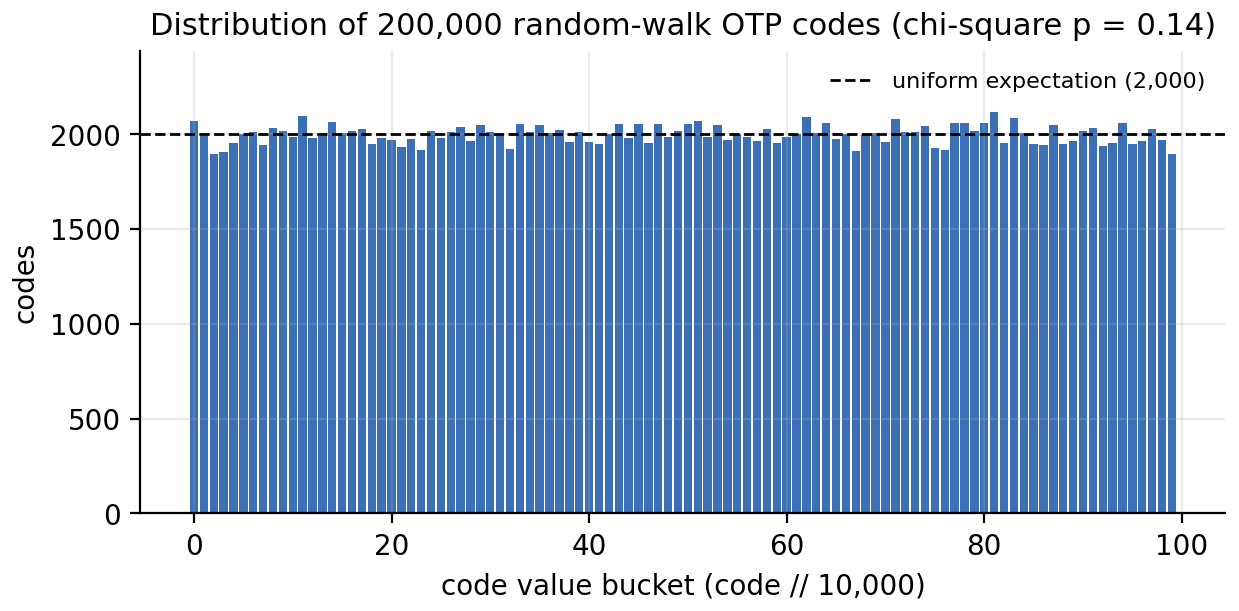 Distribution of 200,000 random-walk OTP codes (chi-square p = 0.14)
uniform expectation (2,000)
2000
1500
1000
500
0
codes
0 20 40 60 80 100
code value bucket (code // 10,000)